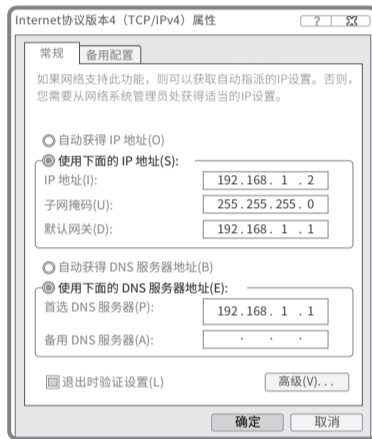 Internet协议版本4（TCP/IPv4）属性
?
常规 备用配置
如果网络支持此功能，则可以获取自动指派的IP设置。否则，
您需要从网络系统管理员处获得适当的IP设置。
自动获得 IP 地址(O)
使用下面的 IP 地址(S):
IP 地址(I): 192.168. 1 . 2
子网掩码(U): 255.255.255. 0
默认网关(D): 192.168. 1 . 1
自动获得 DNS 服务器地址(B)
使用下面的 DNS 服务器地址(E):
首选 DNS 服务器(P): 192.168. 1 . 1
备用 DNS 服务器(A): . . .
退出时验证设置(L) 高级(V)...
确定 取消